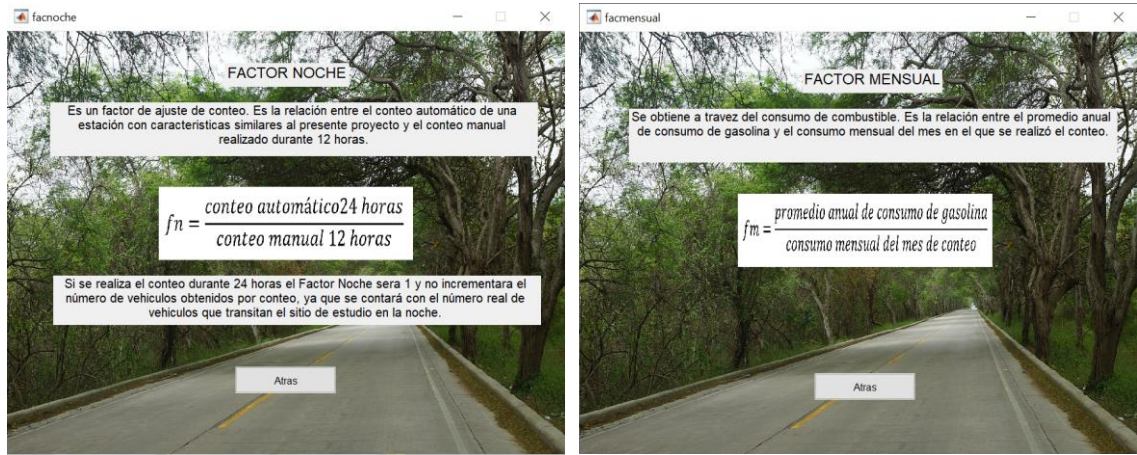 facnoche
FACTOR NOCHE
Es un factor de ajuste de conteo. Es la relación entre el conteo automático de una
estación con caracteristicas similares al presente proyecto y el conteo manual
realizado durante 12 horas.
fn = conteo automático24 horas / conteo manual 12 horas
Si se realiza el conteo durante 24 horas el Factor Noche sera 1 y no incrementara el
número de vehiculos obtenidos por conteo, ya que se contará con el número real de
vehiculos que transitan el sitio de estudio en la noche.
Atras
facmensual
FACTOR MENSUAL
Se obtiene a travez del consumo de combustible. Es la relación entre el promedio anual
de consumo de gasolina y el consumo mensual del mes en el que se realizó el conteo.
fm = promedio anual de consumo de gasolina / consumo mensual del mes de conteo
Atras